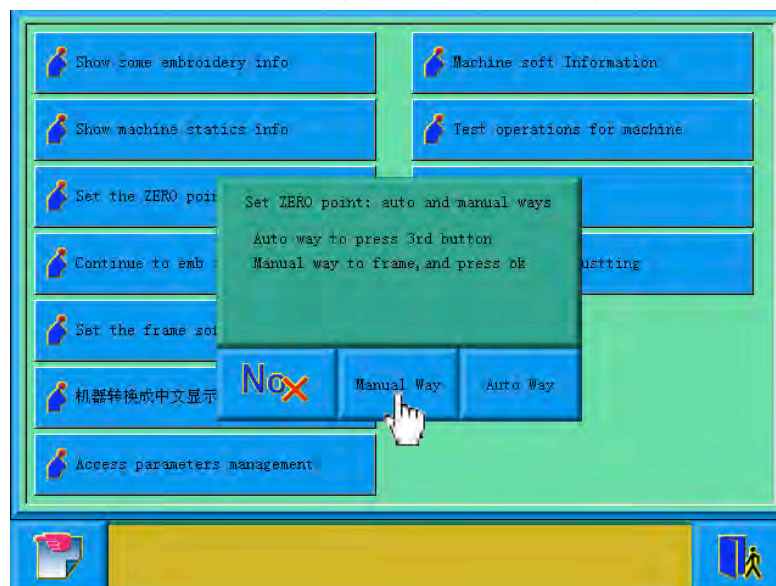 Show some embroidery info
Machine soft Information
Show machine statics info
Test operations for machine
Set the ZERO poin
Set ZERO point: auto and manual ways
Auto way to press 3rd button
Continue to emb
Manual way to frame,and press ok
ustting
Set the frame sof
No
Manual Way
Auto Way
机器转换成中文显示
Access parameters management